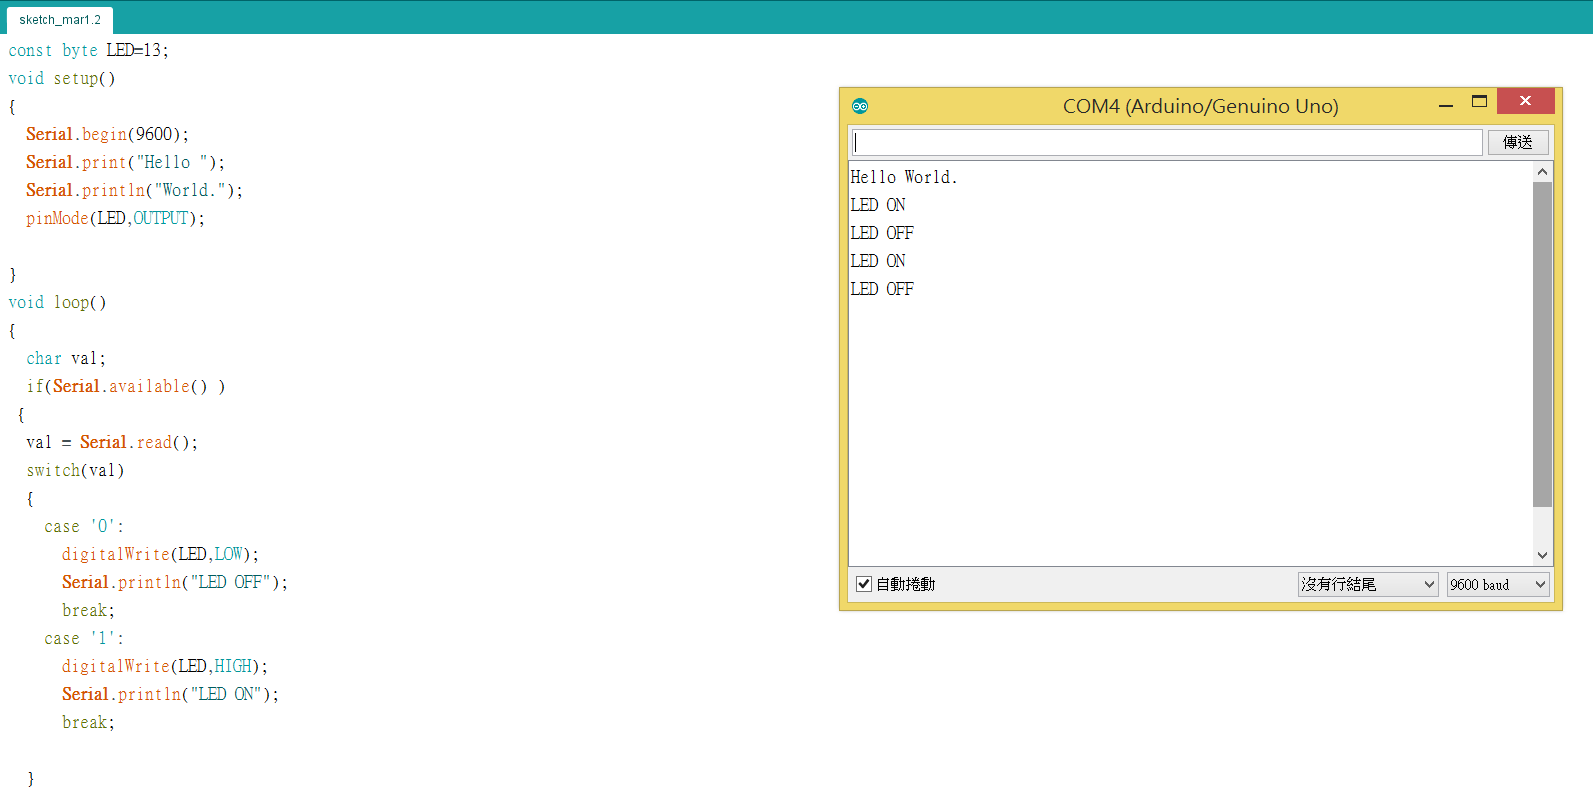 sketch_mar1.2
const byte LED=13;
void setup()
{
  Serial.begin(9600);
  Serial.print("Hello ");
  Serial.println("World.");
  pinMode(LED,OUTPUT);
}
void loop()
{
  char val;
  if(Serial.available() )
 {
  val = Serial.read();
  switch(val)
  {
    case '0':
      digitalWrite(LED,LOW);
      Serial.println("LED OFF");
      break;
    case '1':
      digitalWrite(LED,HIGH);
      Serial.println("LED ON");
      break;
  }
COM4 (Arduino/Genuino Uno)
傳送
Hello World.
LED ON
LED OFF
LED ON
LED OFF
自動捲動
沒有行結尾
9600 baud